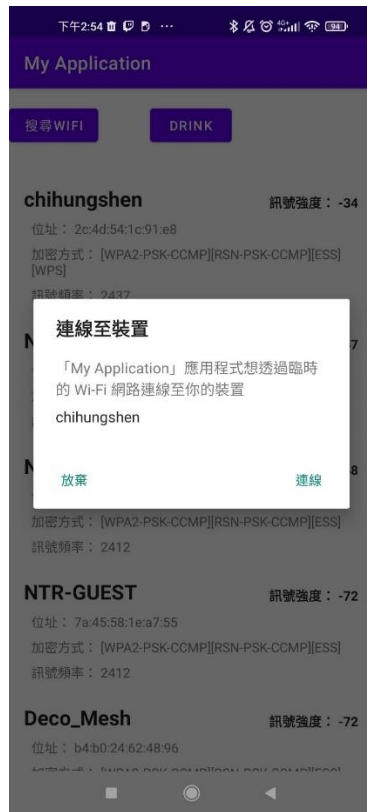 下午2:54
4G+
94
My Application
搜尋WIFI
DRINK
chihungshen
訊號強度： -34
位址： 2c:4d:54:1c:91:e8
加密方式： [WPA2-PSK-CCMP][RSN-PSK-CCMP][ESS]
[WPS]
訊號頻率： 2437
連線至裝置
「My Application」應用程式想透過臨時
的 Wi-Fi 網路連線至你的裝置
chihungshen
放棄
連線
加密方式： [WPA2-PSK-CCMP][RSN-PSK-CCMP][ESS]
訊號頻率： 2412
NTR-GUEST
訊號強度： -72
位址： 7a:45:58:1e:a7:55
加密方式： [WPA2-PSK-CCMP][RSN-PSK-CCMP][ESS]
訊號頻率： 2412
Deco_Mesh
訊號強度： -72
位址： b4:b0:24:62:48:96